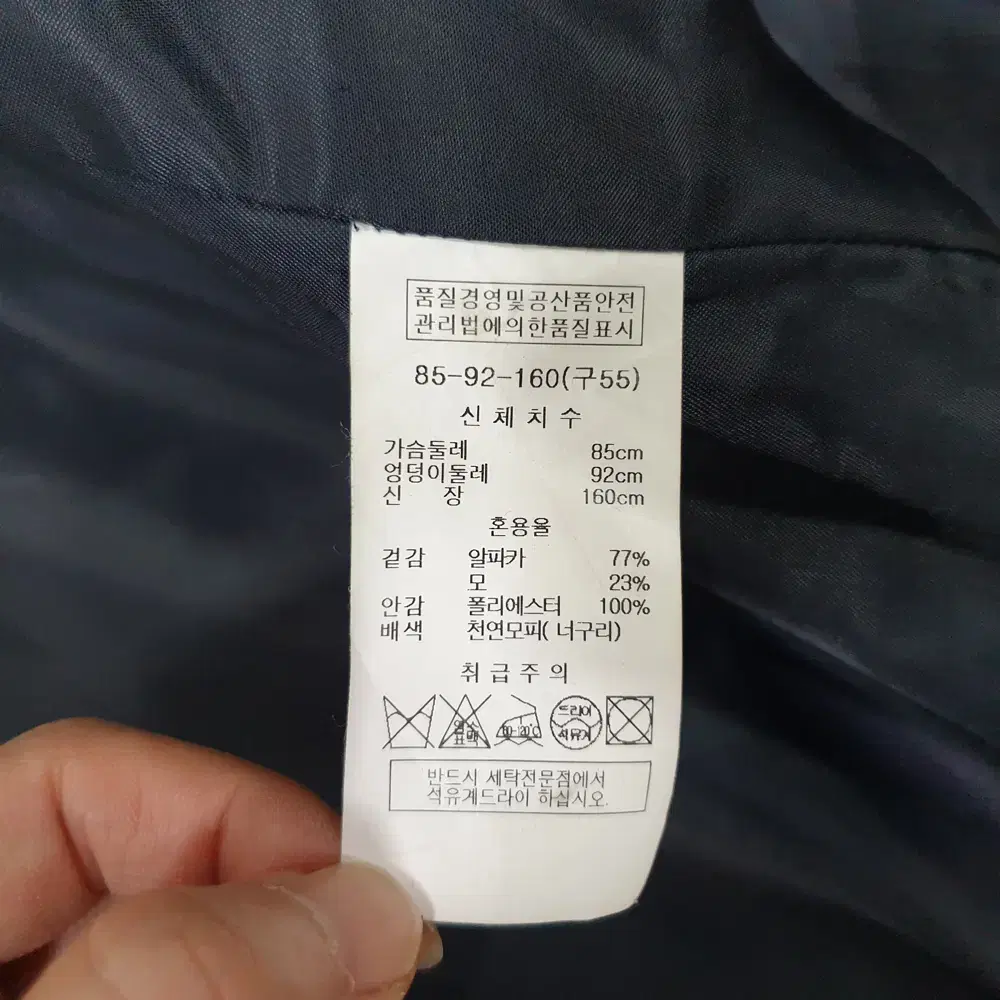 품질경영및공산품안전
관리법에의한품질표시
85-92-160(구55)
신체치수
가슴둘레 85cm
엉덩이둘레 92cm
신 장 160cm
혼용율
겉감 알파카 77%
모 23%
안감 폴리에스터 100%
배색 천연모피( 너구리)
취급주의
염소 드라이
표백 석유계
반드시 세탁전문점에서
석유계드라이 하십시오.